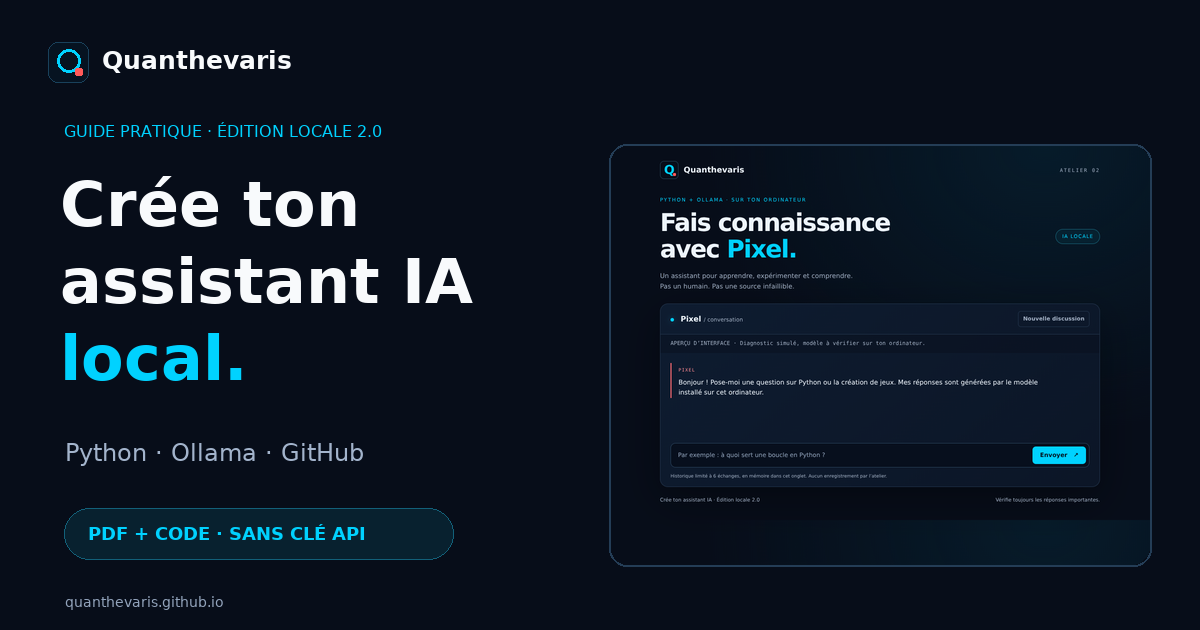 Quanthevaris
GUIDE PRATIQUE · ÉDITION LOCALE 2.0
Crée ton
assistant IA
local.
Python · Ollama · GitHub
PDF + CODE · SANS CLÉ API
quanthevaris.github.io
Q Quanthevaris
ATELIER 02
PYTHON + OLLAMA · SUR TON ORDINATEUR
Fais connaissance
avec Pixel.
IA LOCALE
Un assistant pour apprendre, expérimenter et comprendre.
Pas un humain. Pas une source infaillible.
Pixel / conversation
Nouvelle discussion
APERÇU D'INTERFACE · Diagnostic simulé, modèle à vérifier sur ton ordinateur.
PIXEL
Bonjour ! Pose-moi une question sur Python ou la création de jeux. Mes réponses sont générées par le modèle
installé sur cet ordinateur.
Par exemple : à quoi sert une boucle en Python ?
Envoyer ↗
Historique limité à 6 échanges, en mémoire dans cet onglet. Aucun enregistrement par l'atelier.
Crée ton assistant IA · Édition locale 2.0
Vérifie toujours les réponses importantes.